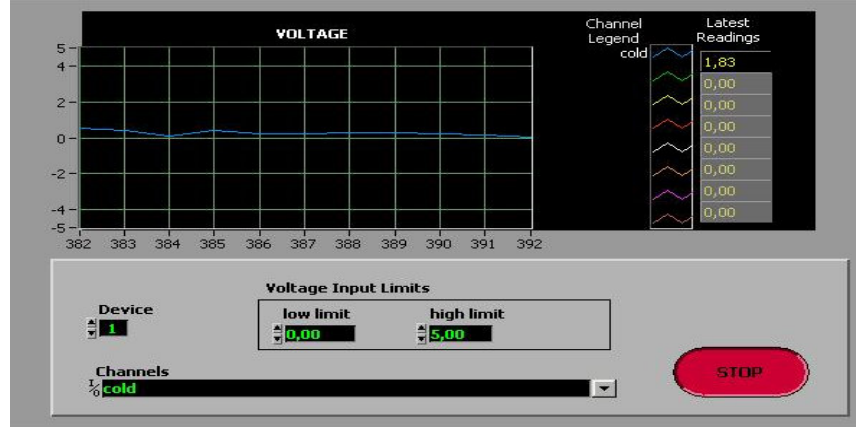 VOLTAGE
Channel Legend
Latest Readings
cold
1,83
0,00
0,00
0,00
0,00
0,00
0,00
0,00
5
4
2
0
-2
-4
-5
382 383 384 385 386 387 388 389 390 391 392
Voltage Input Limits
Device
low limit
high limit
1
0,00
5,00
Channels
I/O cold
STOP